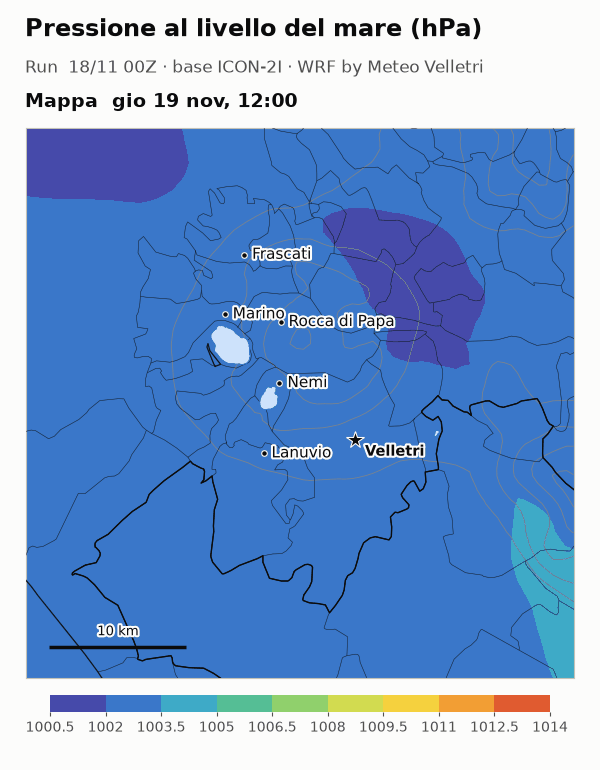 Pressione al livello del mare (hPa)
Run  18/11 00Z · base ICON-2I · WRF by Meteo Velletri
Mappa  gio 19 nov, 12:00
Frascati
Marino
Rocca di Papa
Nemi
Velletri
Lanuvio
10 km
1000.5 1002 1003.5 1005 1006.5 1008 1009.5 1011 1012.5 1014